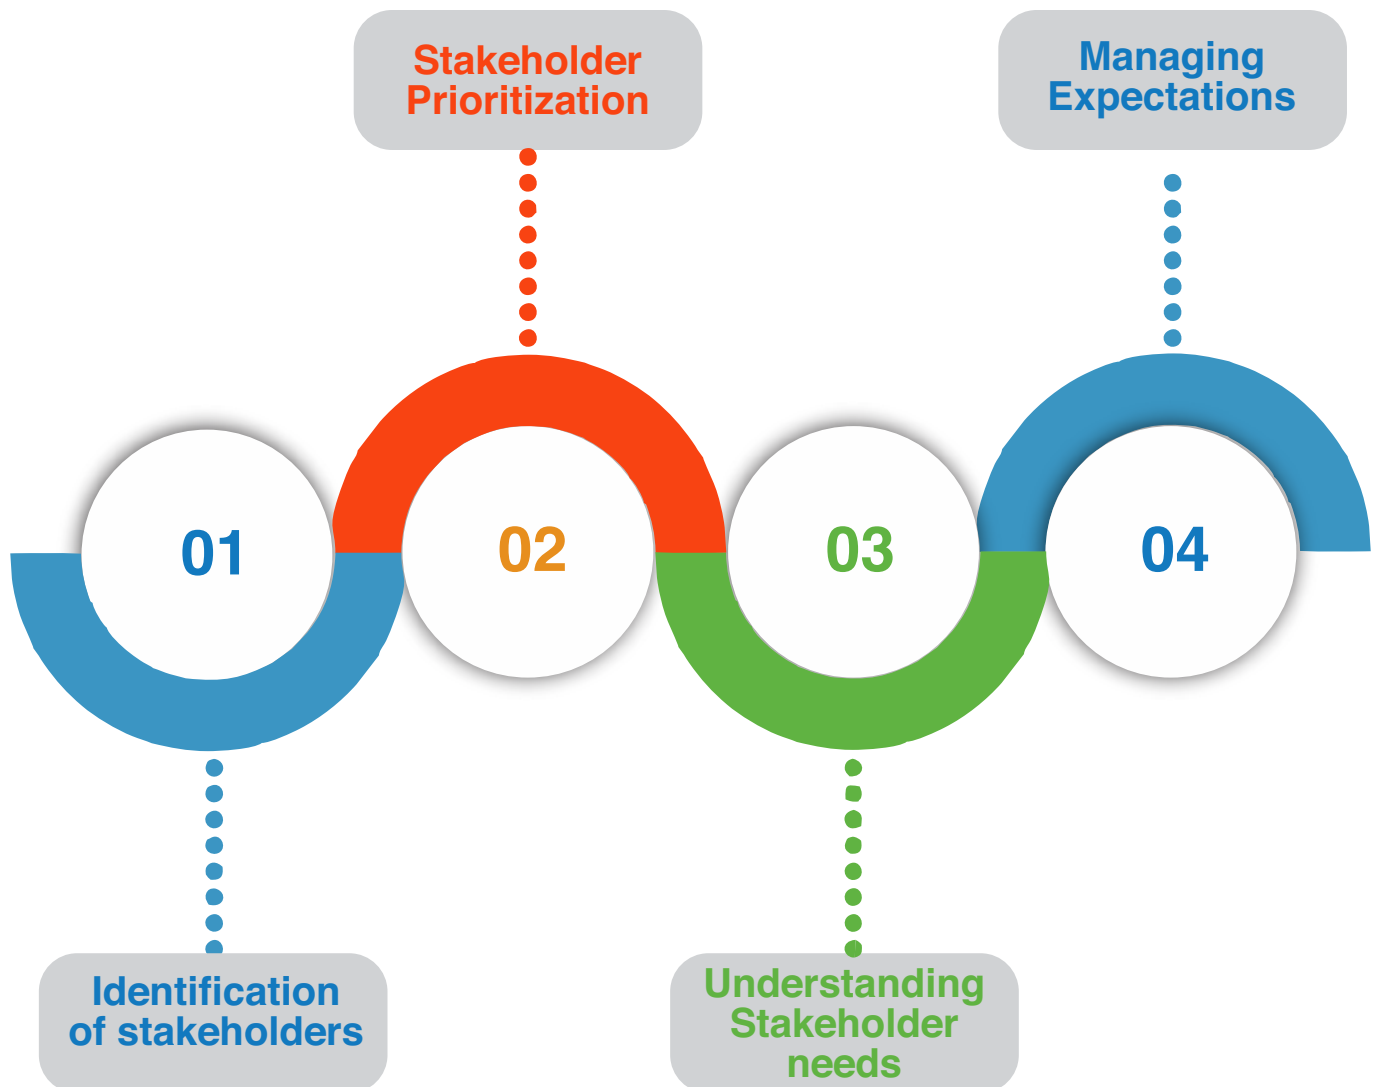 Stakeholder
Prioritization
Managing
Expectations
01
02
03
04
Identification
of stakeholders
Understanding
Stakeholder
needs